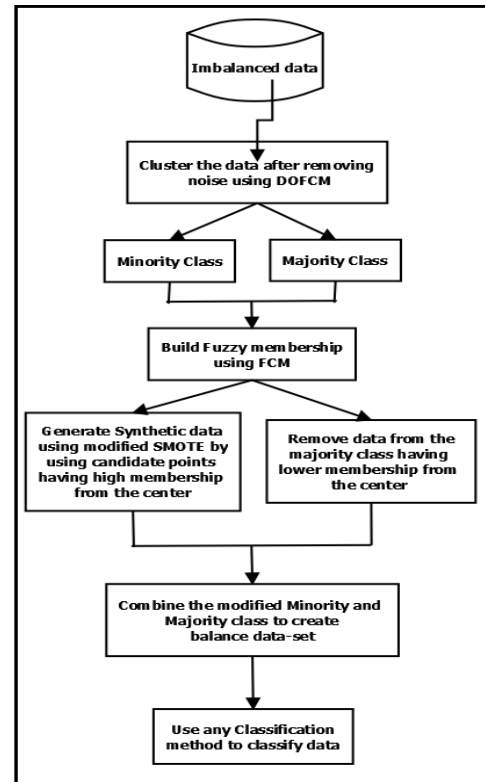 Imbalanced data
Cluster the data after removing
noise using DOFCM
Minority Class
Majority Class
Build Fuzzy membership
using FCM
Generate Synthetic data
using modified SMOTE by
using candidate points
having high membership
from the center
Remove data from the
majority class having
lower membership from
the center
Combine the modified Minority and
Majority class to create
balance data-set
Use any Classification
method to classify data